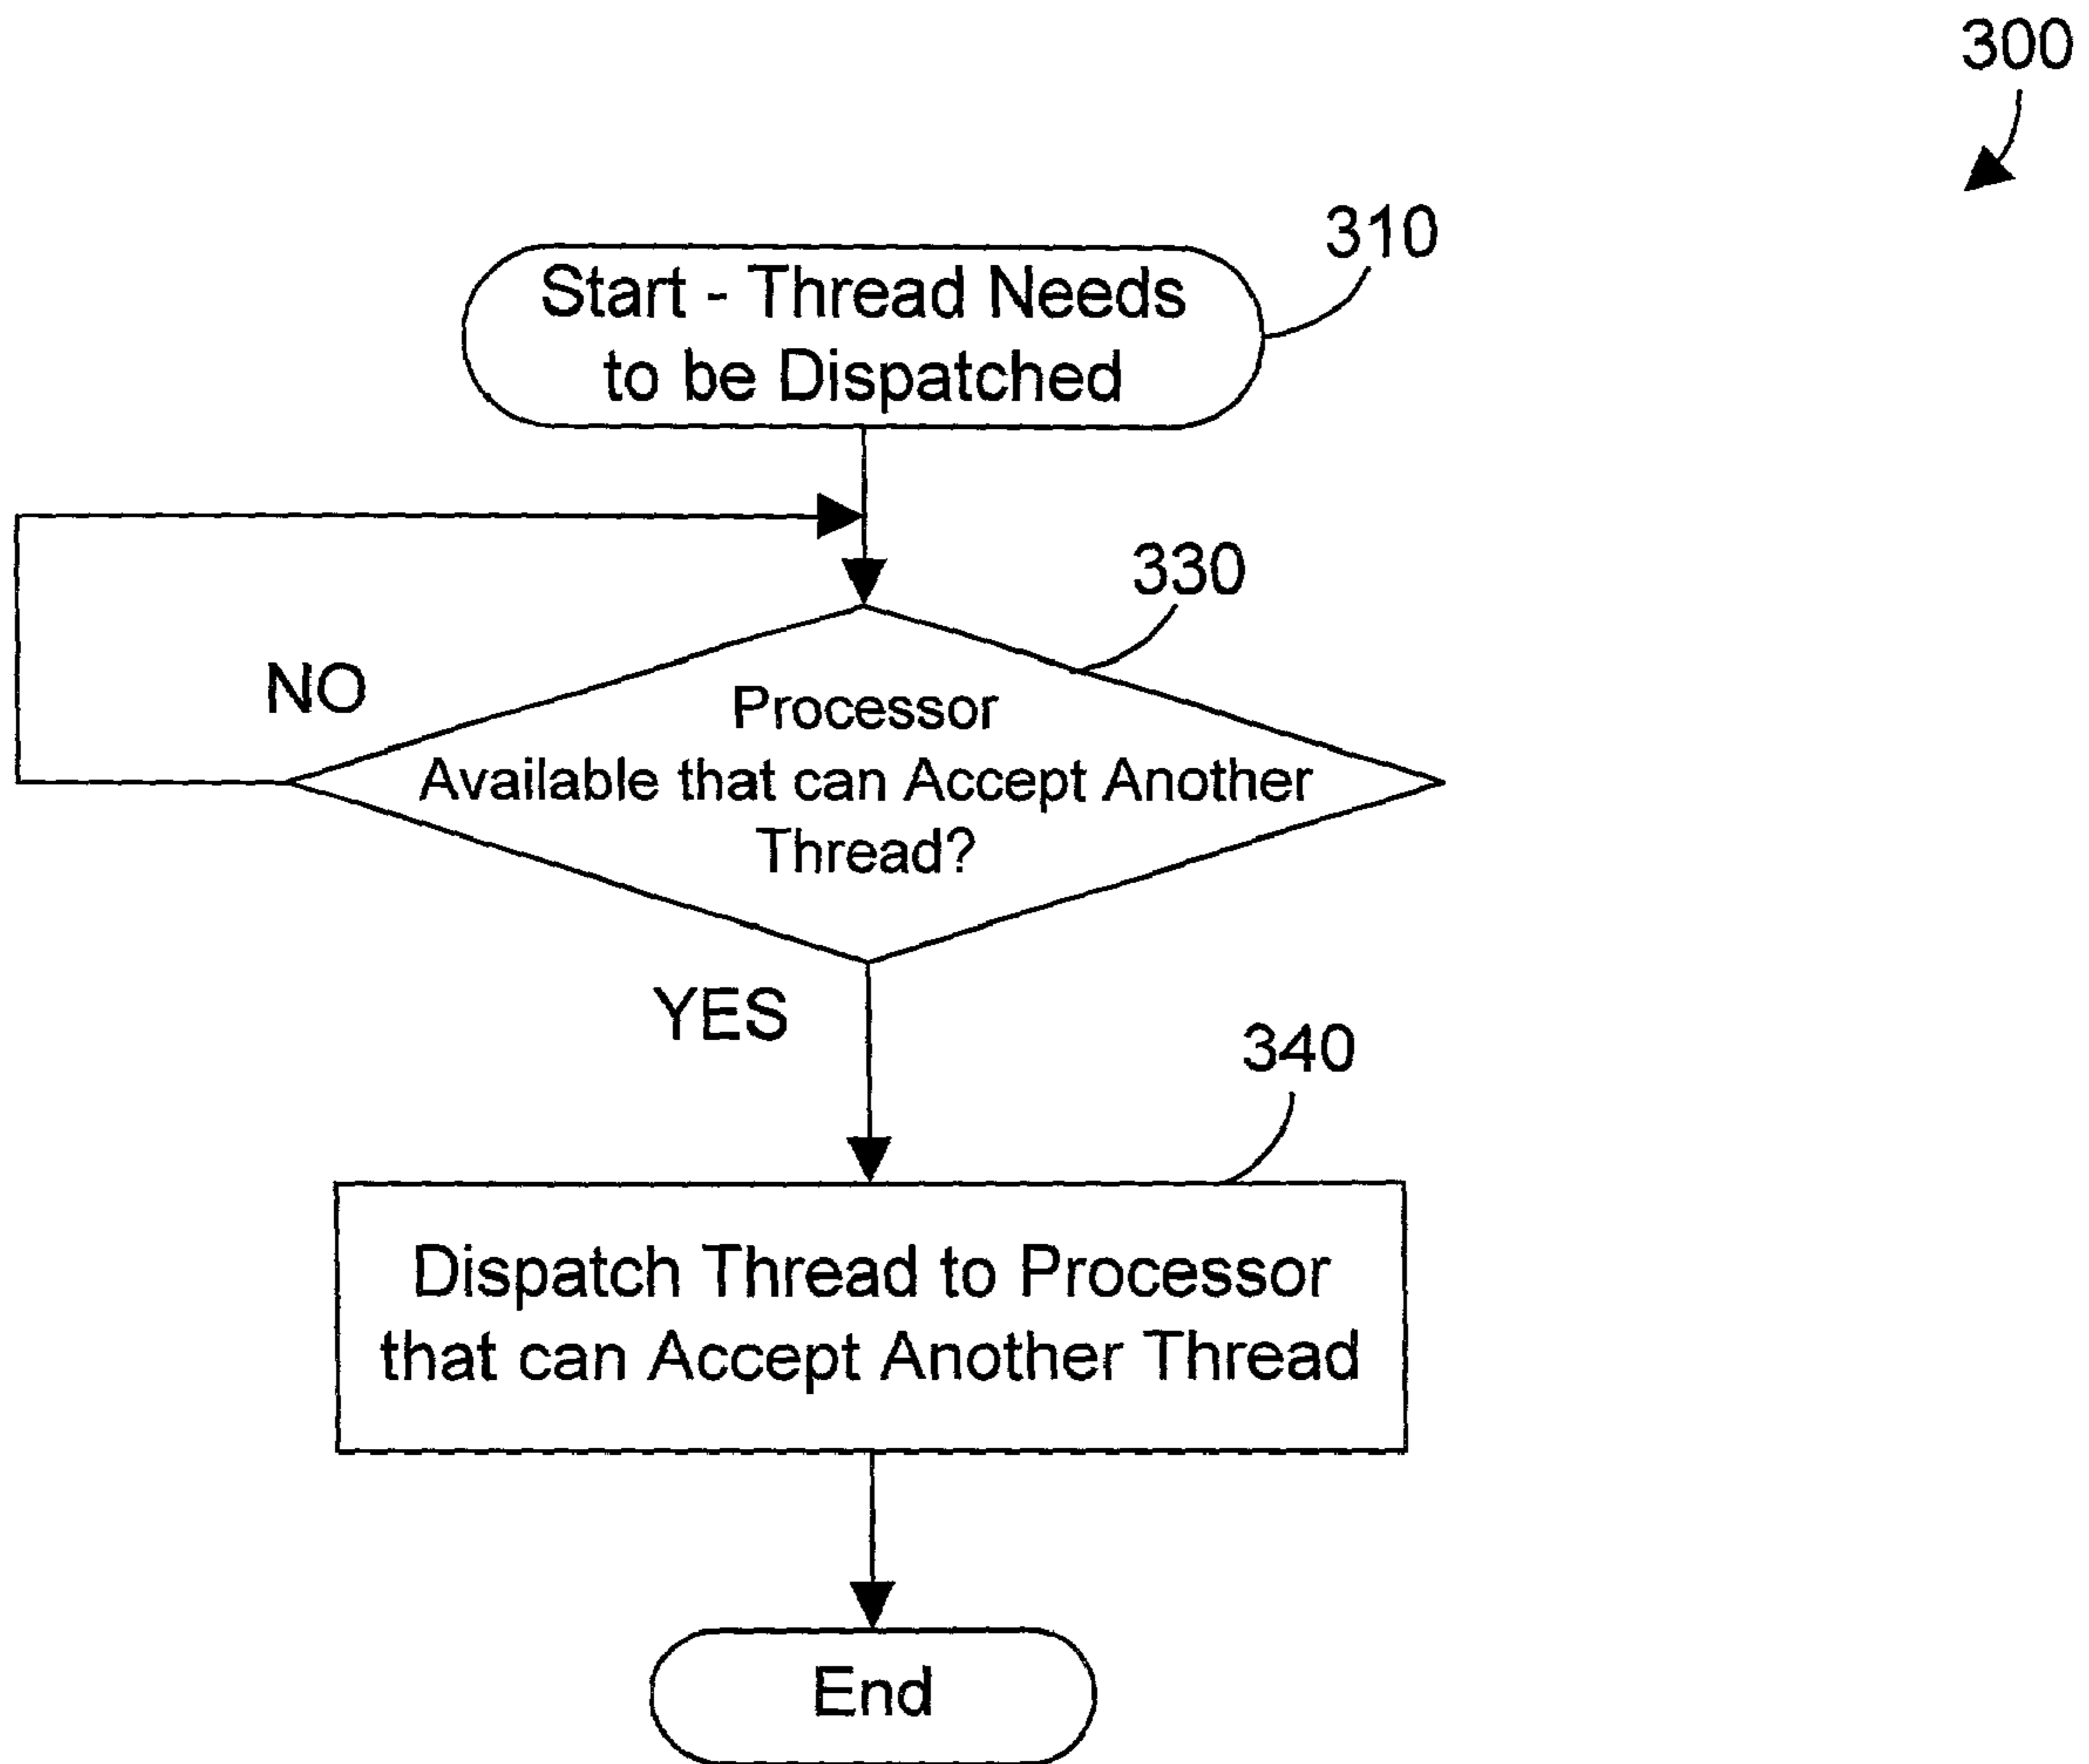 300
310
Start - Thread Needs
to be Dispatched
330
NO
Processor
Available that can Accept Another
Thread?
YES
340
Dispatch Thread to Processor
that can Accept Another Thread
End